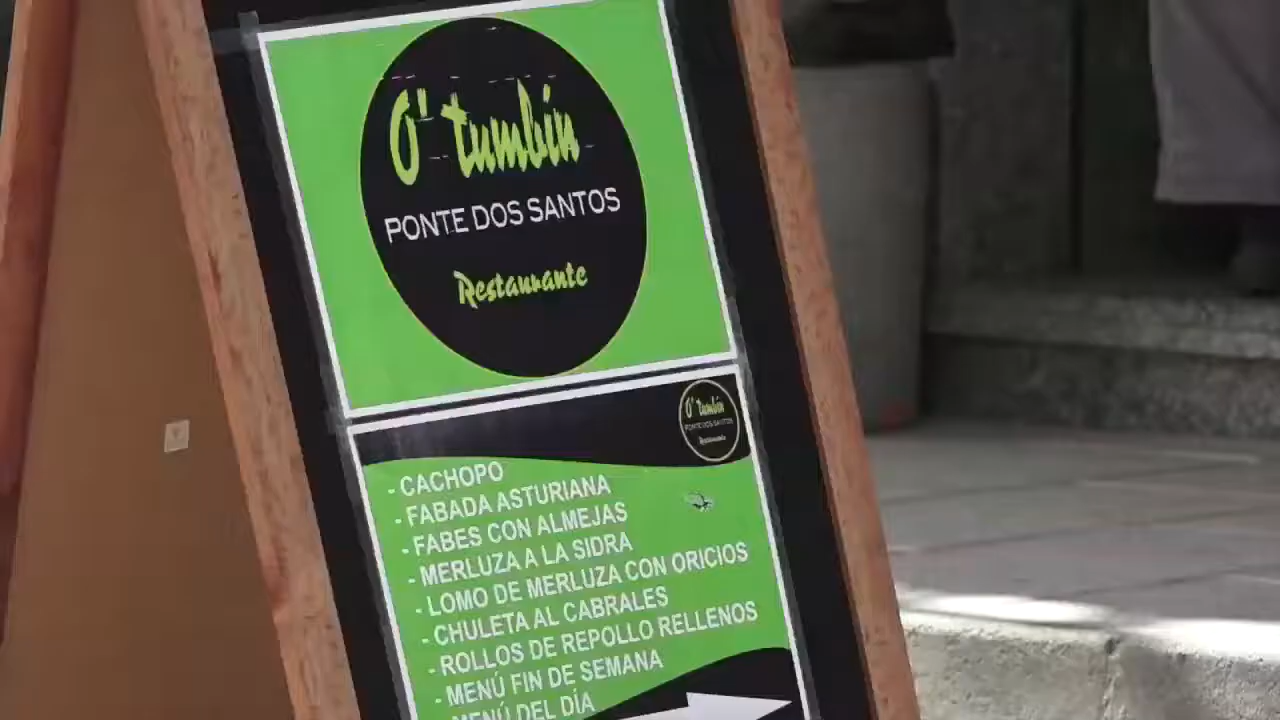 O' tumbín
PONTE DOS SANTOS
Restaurante
O' tumbín
PONTE DOS SANTOS
Restaurante
- CACHOPO
- FABADA ASTURIANA
- FABES CON ALMEJAS
- MERLUZA A LA SIDRA
- LOMO DE MERLUZA CON ORICIOS
- CHULETA AL CABRALES
- ROLLOS DE REPOLLO RELLENOS
- MENÚ FIN DE SEMANA
- MENÚ DEL DÍA